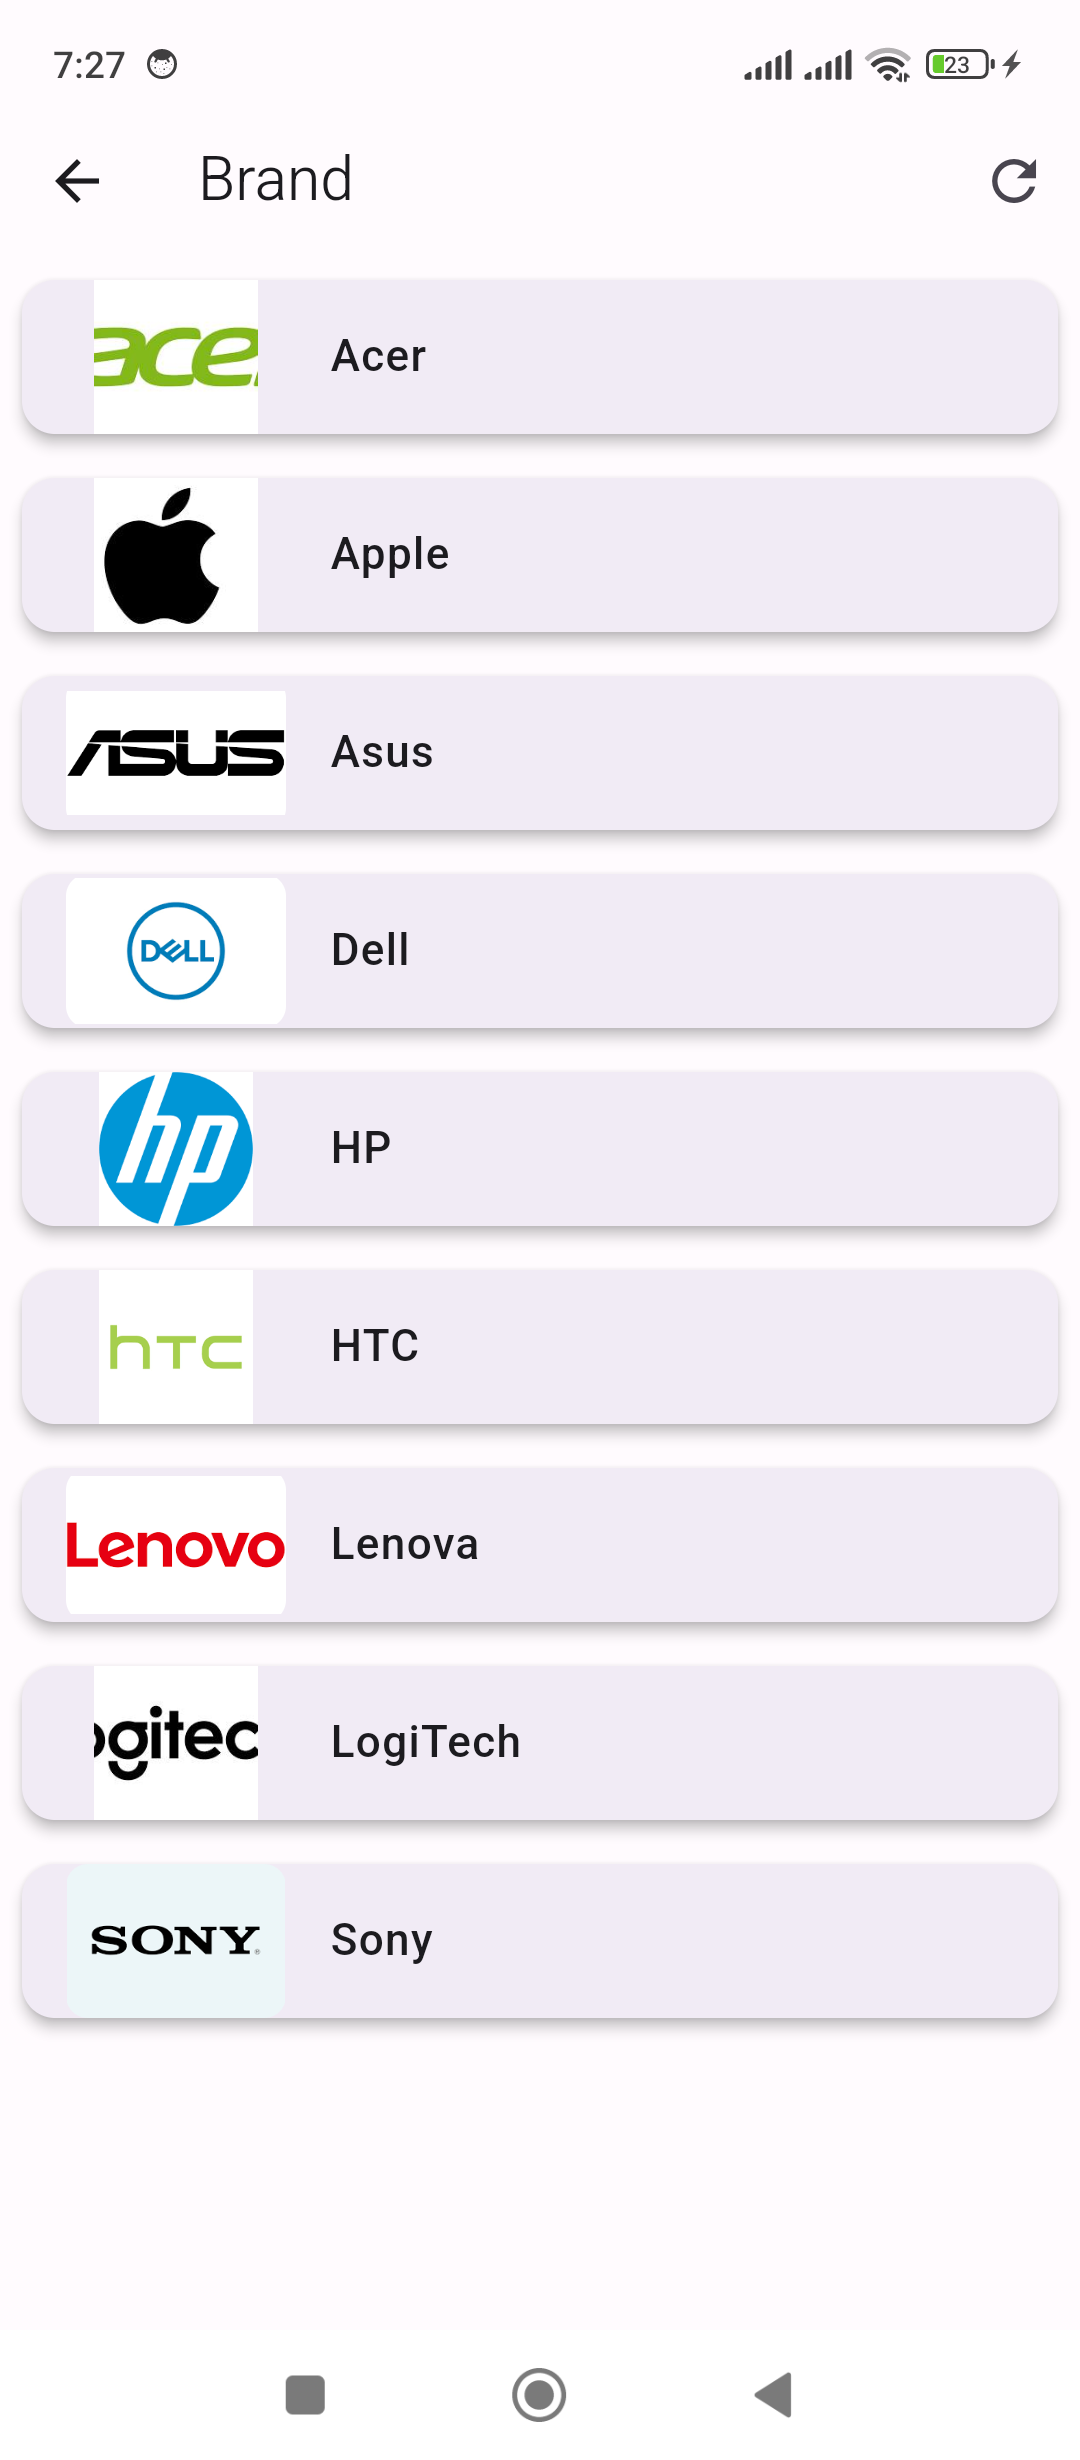 7:27
23
Brand
acer
Acer
Apple
ASUS
Asus
DELL
Dell
hp
HP
hTC
HTC
Lenovo
Lenova
ogitec
LogiTech
SONY
Sony